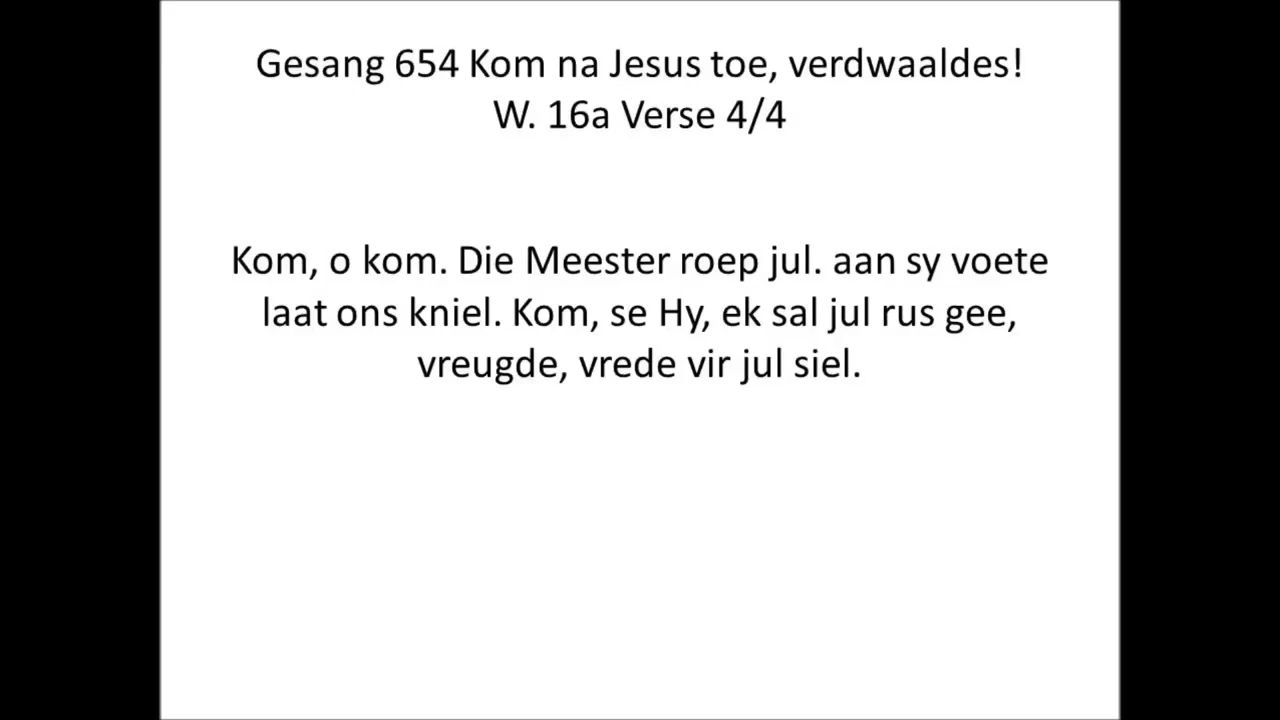 Gesang 654 Kom na Jesus toe, verdwaaldes!
W. 16a Verse 4/4
Kom, o kom. Die Meester roep jul. aan sy voete
laat ons kniel. Kom, se Hy, ek sal jul rus gee,
vreugde, vrede vir jul siel.